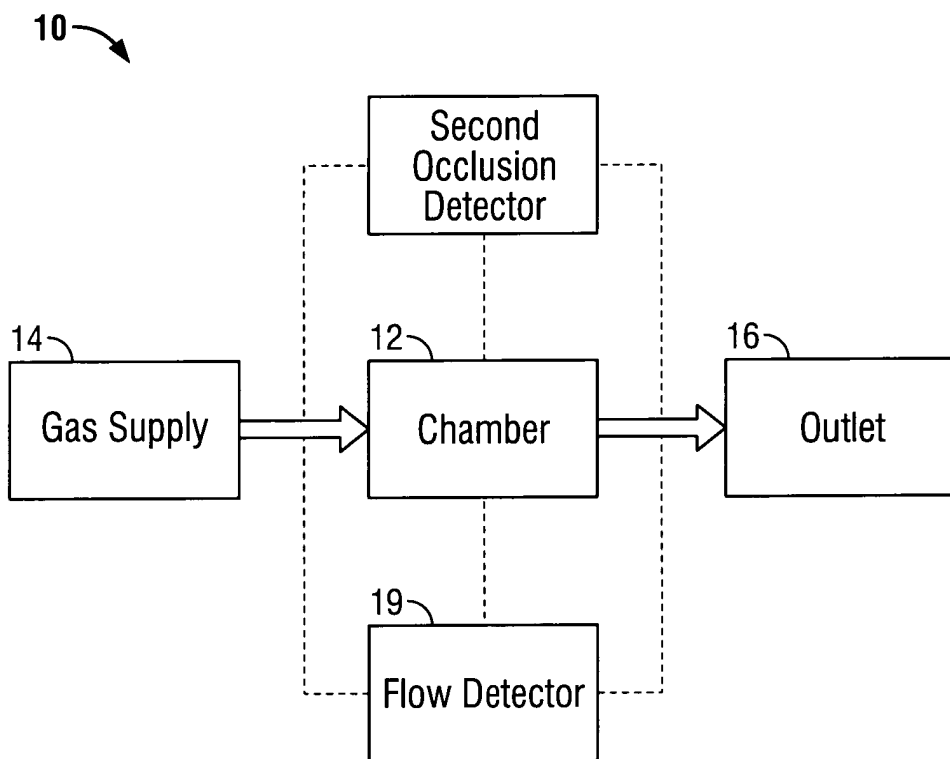 10
Second
Occlusion
Detector
14
12
16
Gas Supply
Chamber
Outlet
19
Flow Detector